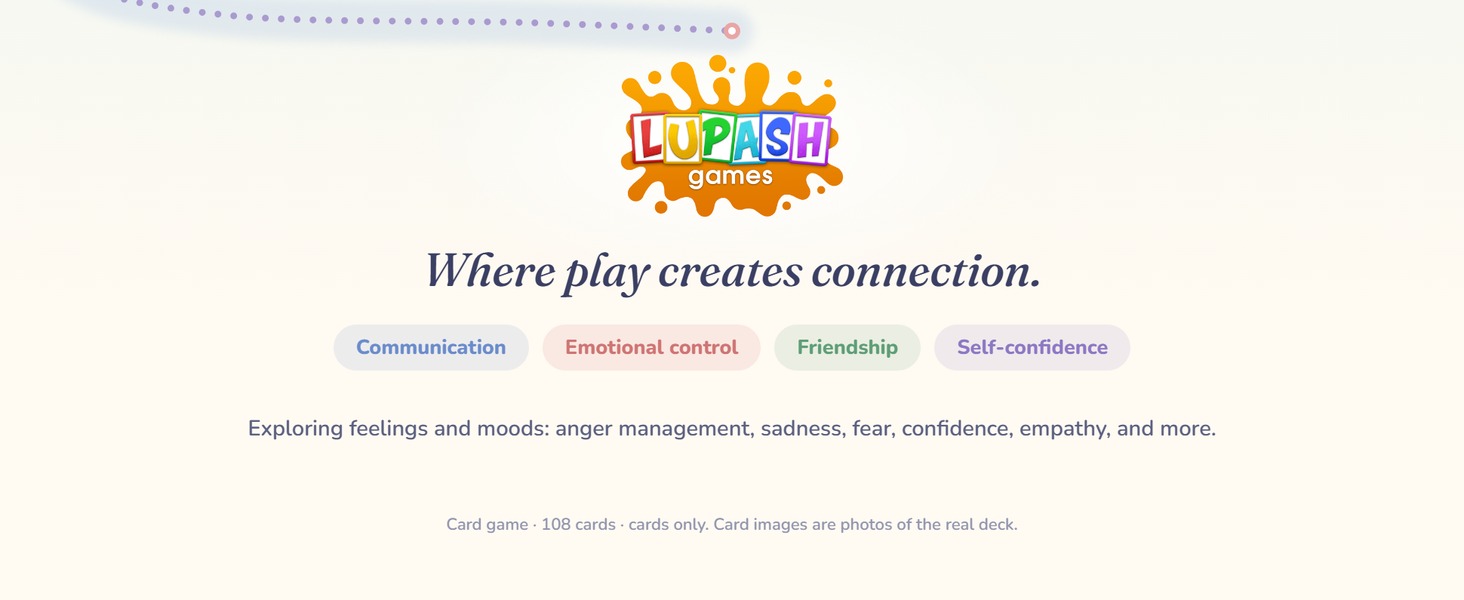 LUPASH
games
Where play creates connection.
Communication Emotional control Friendship Self-confidence
Exploring feelings and moods: anger management, sadness, fear, confidence, empathy, and more.
Card game · 108 cards · cards only. Card images are photos of the real deck.